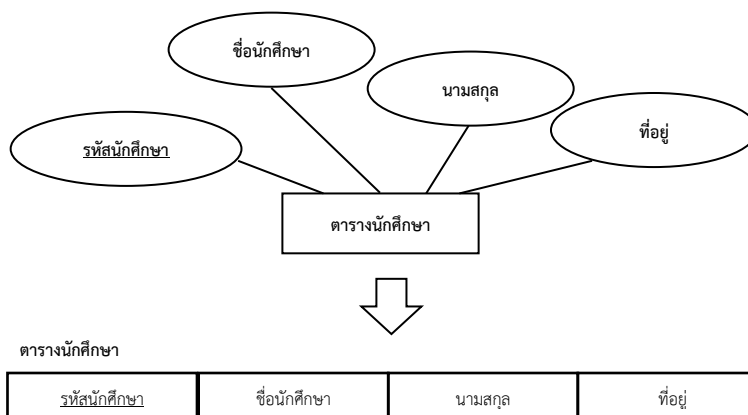 ชื่อนักศึกษา
นามสกุล
ที่อยู่
รหัสนักศึกษา
ตารางนักศึกษา
ตารางนักศึกษา
รหัสนักศึกษา ชื่อนักศึกษา นามสกุล ที่อยู่